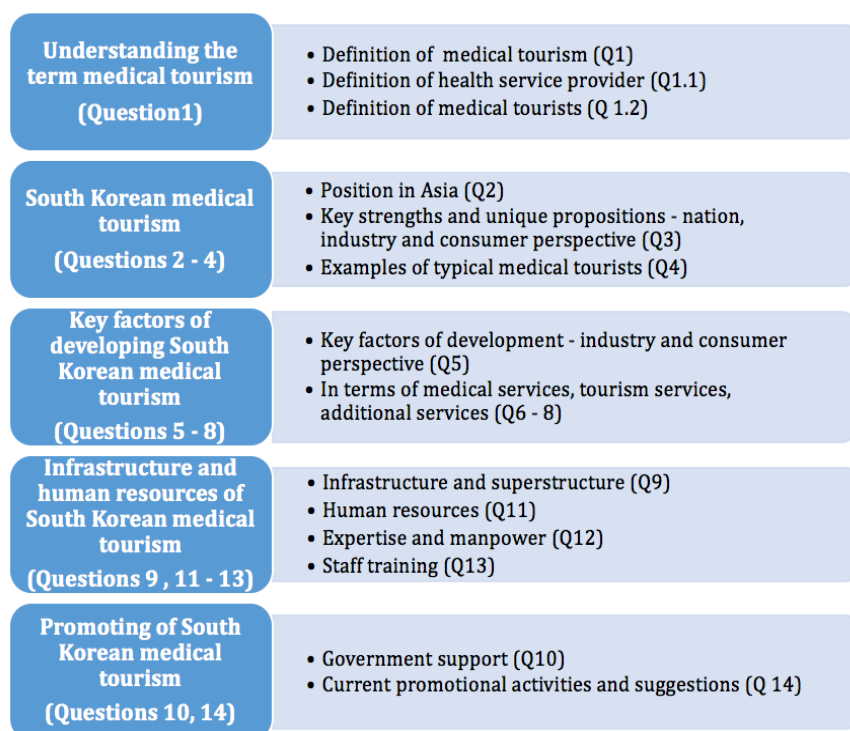 Understanding the
term medical tourism
(Question1)
• Definition of  medical tourism (Q1)
• Definition of health service provider (Q1.1)
• Definition of medical tourists (Q 1.2)
South Korean medical
tourism
(Questions 2 - 4)
• Position in Asia (Q2)
• Key strengths and unique propositions - nation,
industry and consumer perspective (Q3)
• Examples of typical medical tourists (Q4)
Key factors of
developing South
Korean medical
tourism
(Questions 5 - 8)
• Key factors of development - industry and consumer
perspective (Q5)
• In terms of medical services, tourism services,
additional services (Q6 - 8)
Infrastructure and
human resources of
South Korean medical
tourism
(Questions 9 , 11 - 13)
• Infrastructure and superstructure (Q9)
• Human resources (Q11)
• Expertise and manpower (Q12)
• Staff training (Q13)
Promoting of South
Korean medical
tourism
(Questions 10, 14)
• Government support (Q10)
• Current promotional activities and suggestions (Q 14)